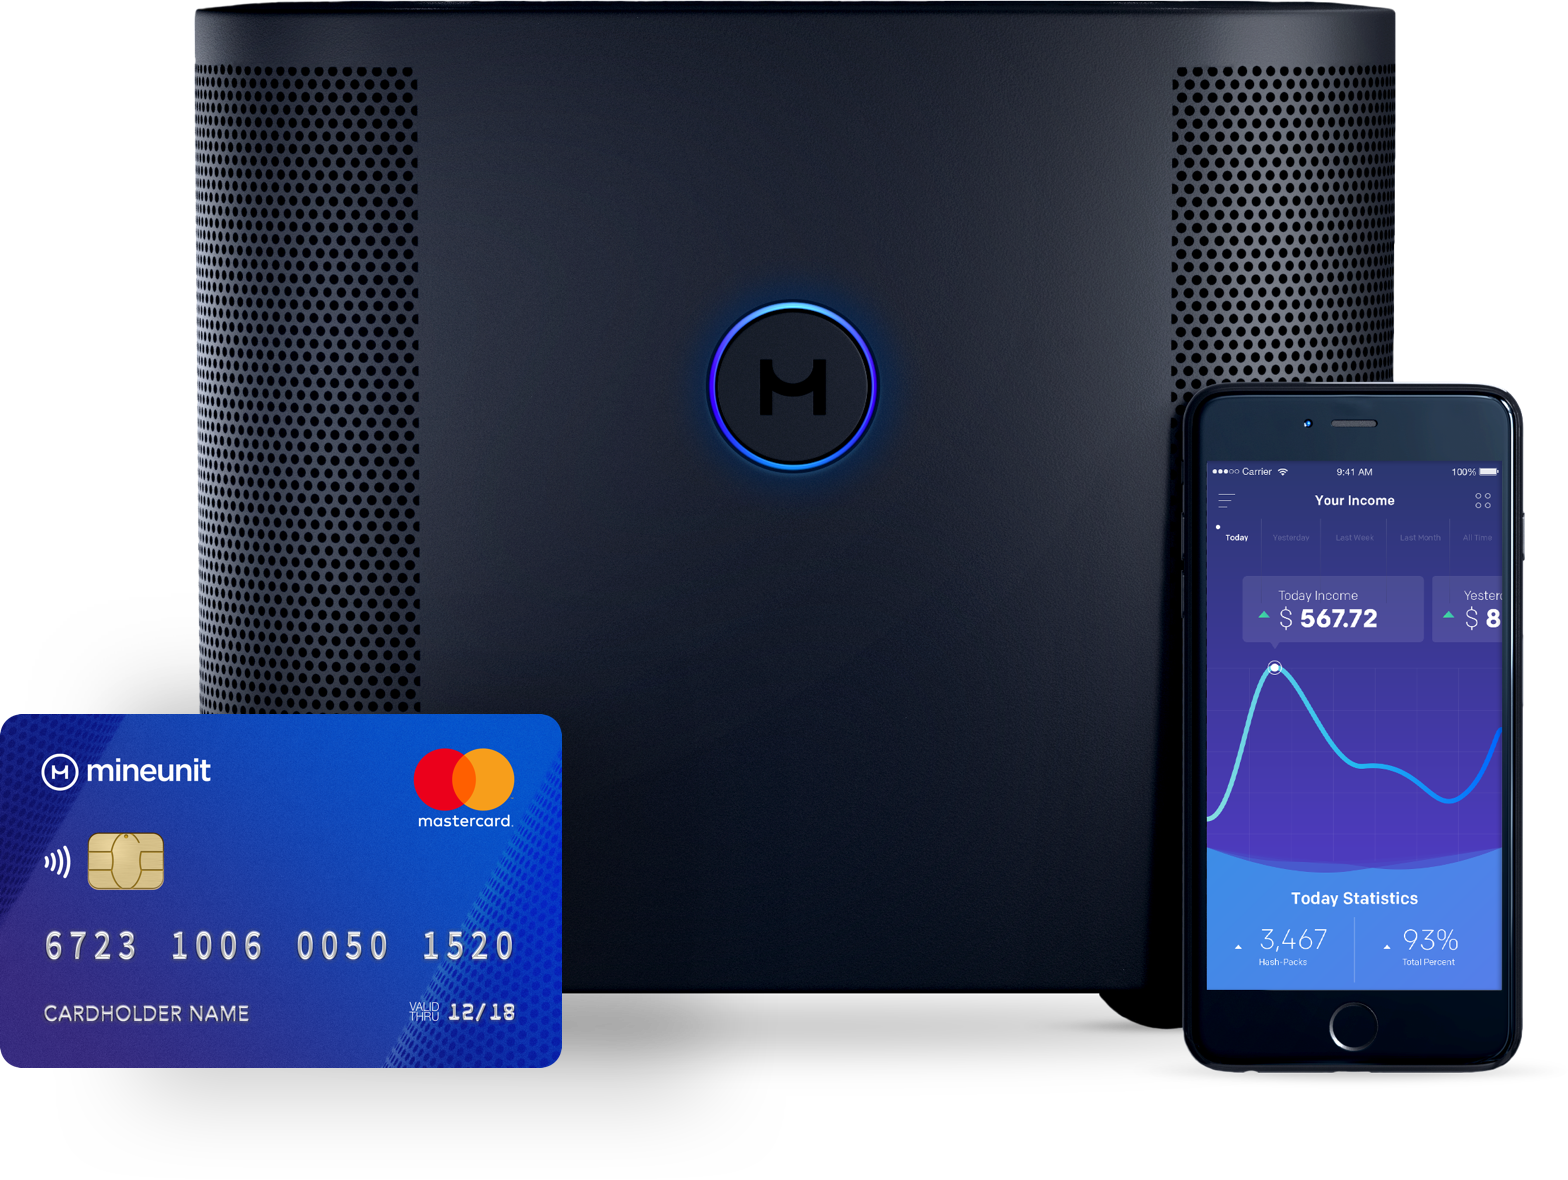 Carrier 9:41 AM 100%
Your Income
Today Yesterday Last Week Last Month All Time
Today Income
$ 567.72
Yester
$ 8
mineunit
mastercard.
6723 1006 0050 1520
CARDHOLDER NAME
VALID
THRU 12/18
Today Statistics
3,467 93%
Hash-Packs Total Percent